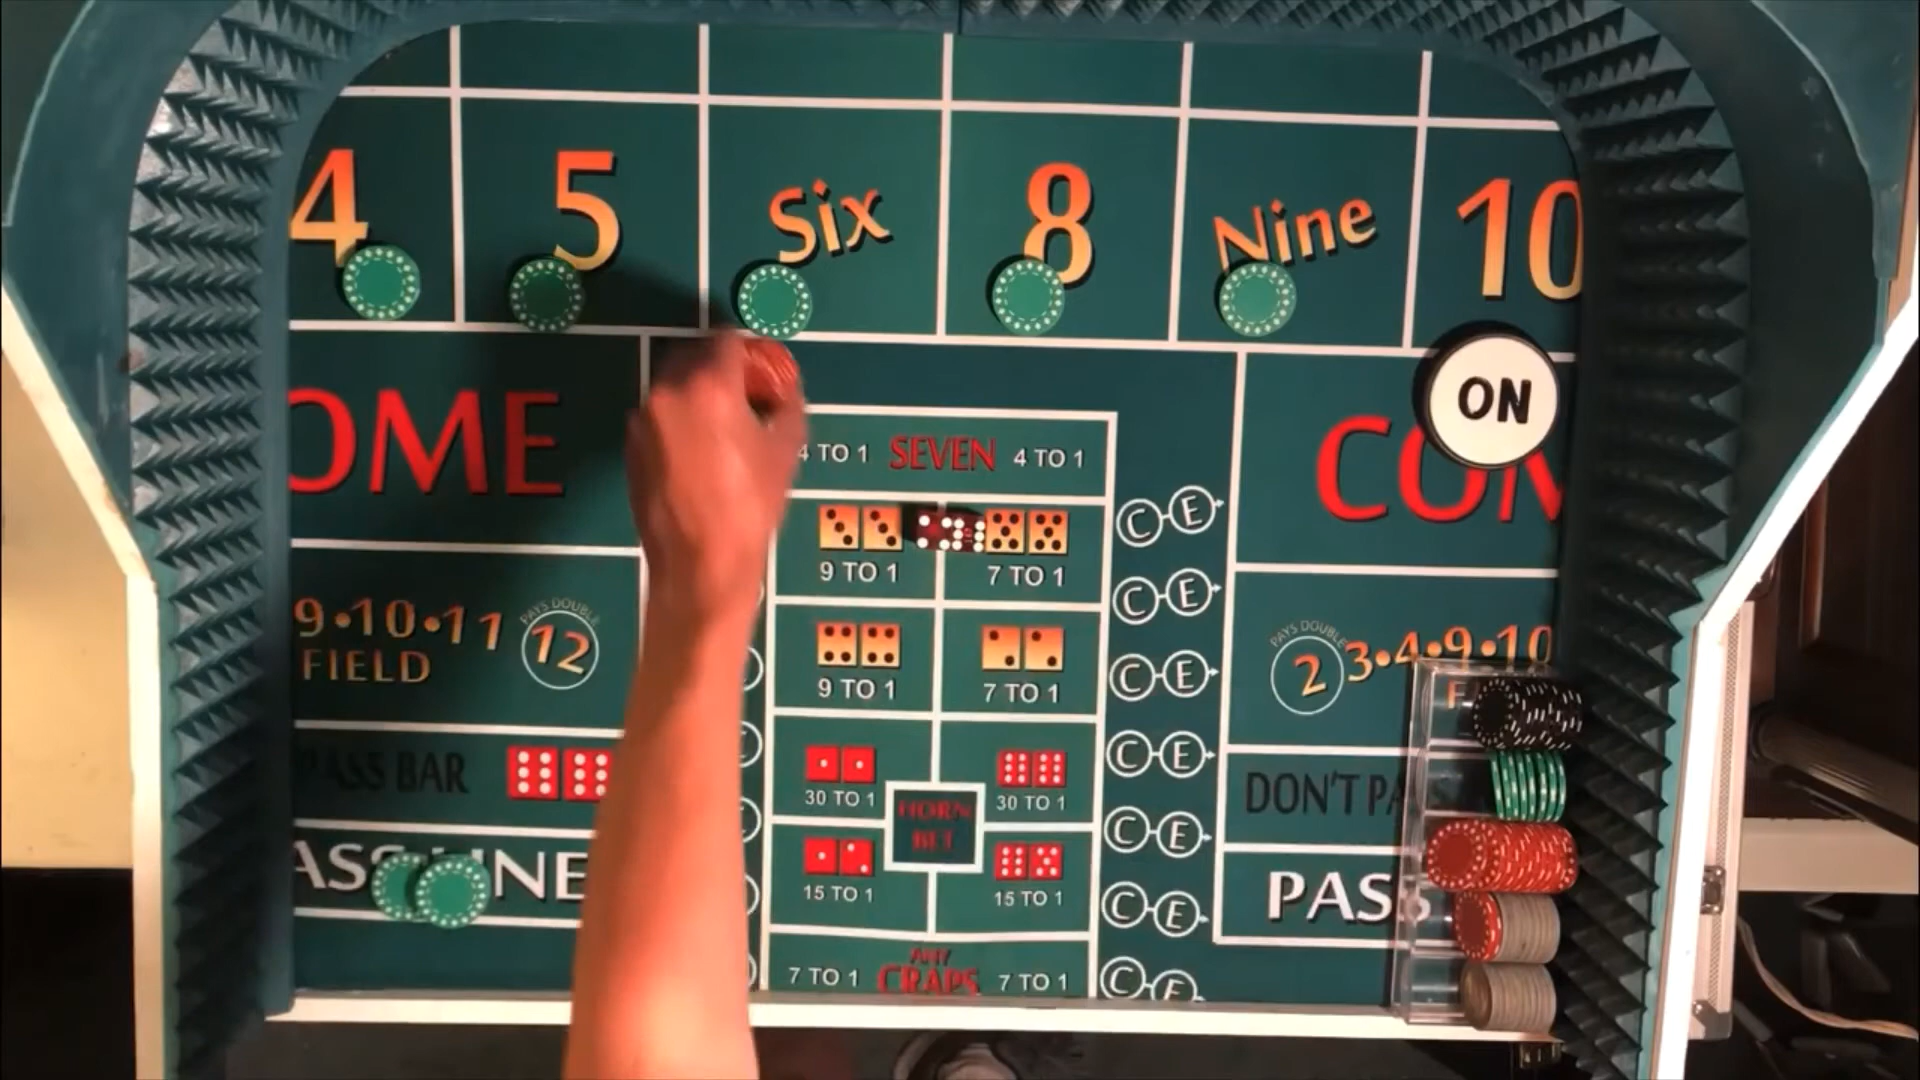 4 5 Six 8 Nine 10
ON
OME
COM
4 TO 1 SEVEN 4 TO 1
9 TO 1 7 TO 1
C E
C E
9 TO 1 7 TO 1
C E
9•10•11 PAYS DOUBLE 12
FIELD
PAYS DOUBLE 2 3•4•9•10
F
PASS BAR
30 TO 1 30 TO 1
HORN
BET
C E
DON'T PASS
15 TO 1 15 TO 1
C E
ASS LINE
C E
PASS
7 TO 1 ANY CRAPS 7 TO 1
C E